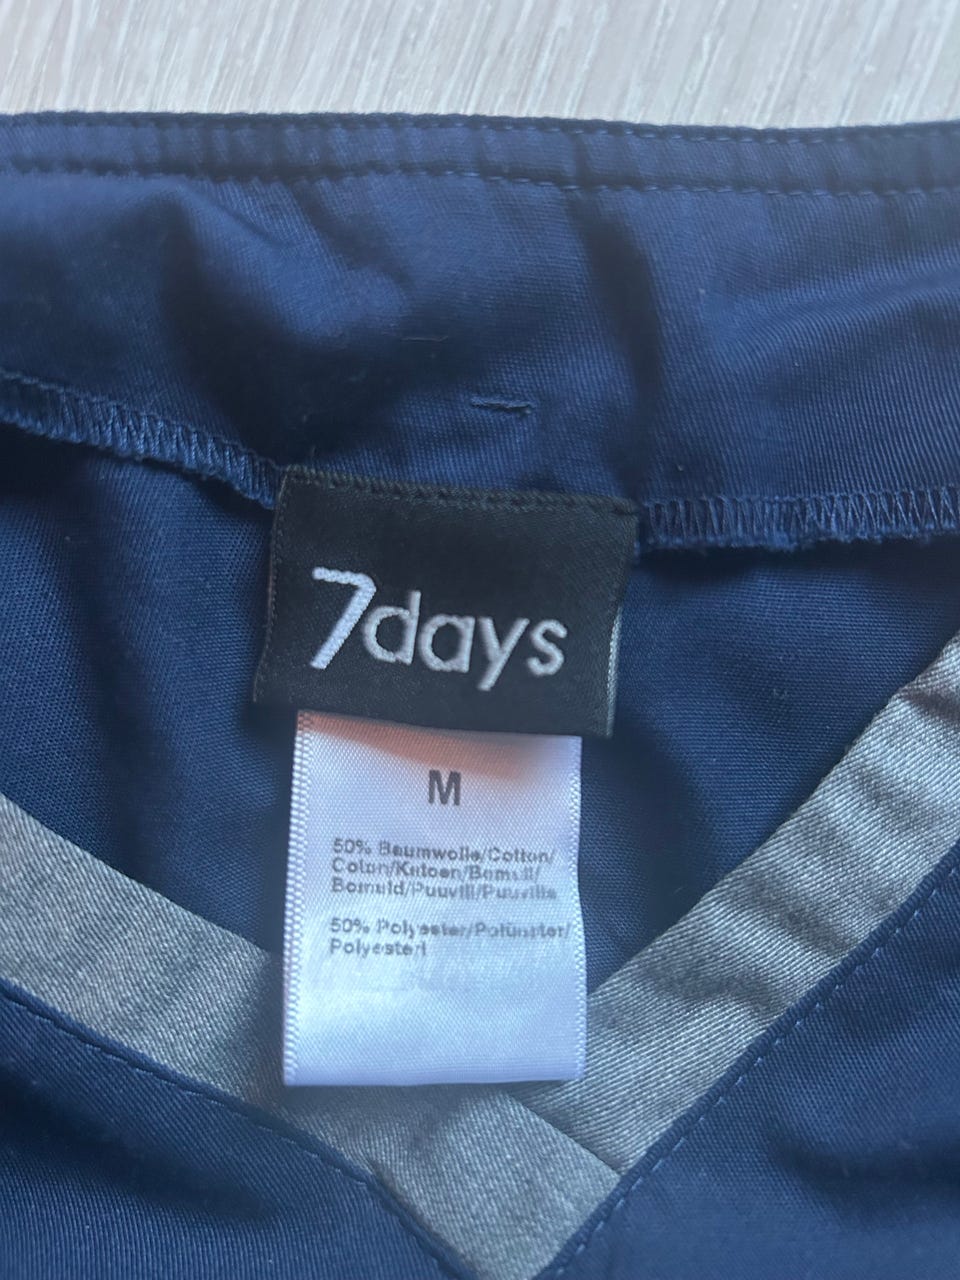 7days
M
50% Baumwolle/Cotton/
Coton/Katoen/Bomull/
Bomuld/Puuvill/Puuvilla
50% Polyester/Polüester/
Polyesteri